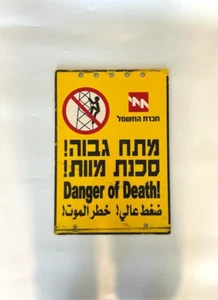 חברת החשמל
מתח גבוה!
סכנת מוות!
Danger of Death!
ضغط عالي! خطر الموت!